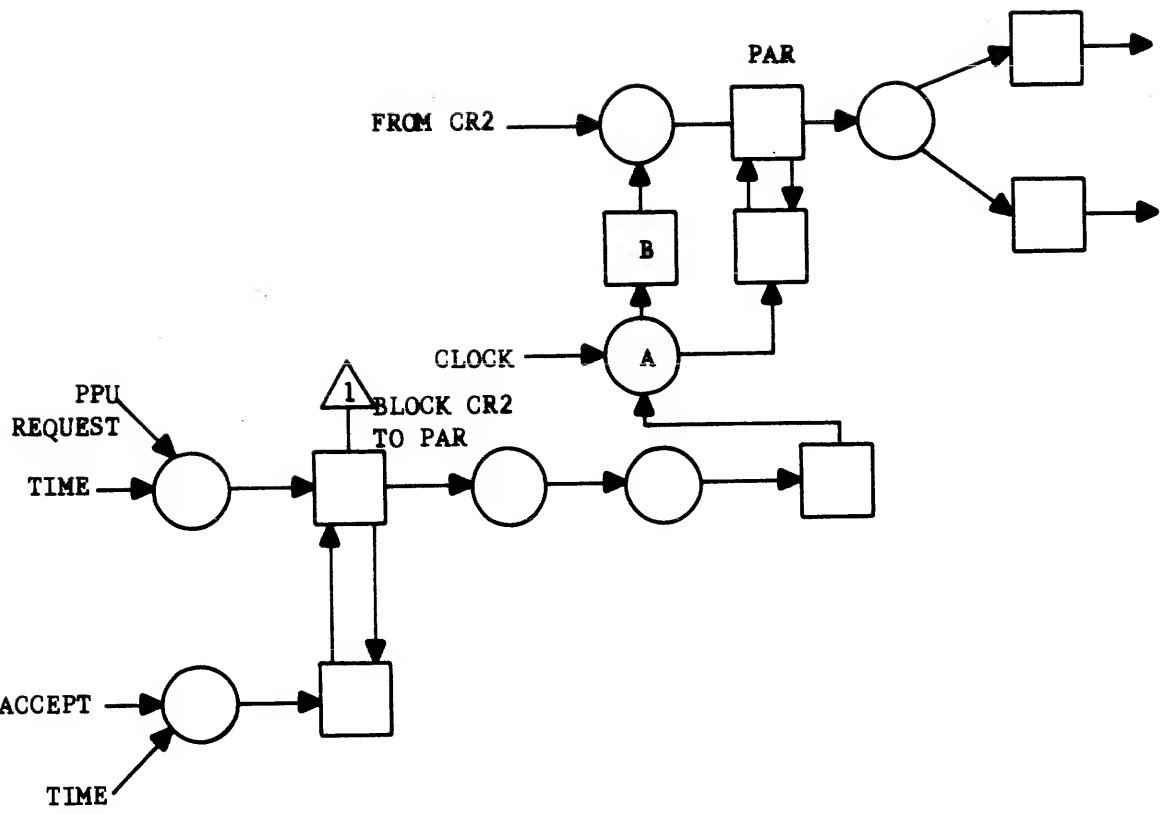 PAR
FROM CR2
B
CLOCK
A
1
PPU
REQUEST
BLOCK CR2
TO PAR
TIME
ACCEPT
TIME